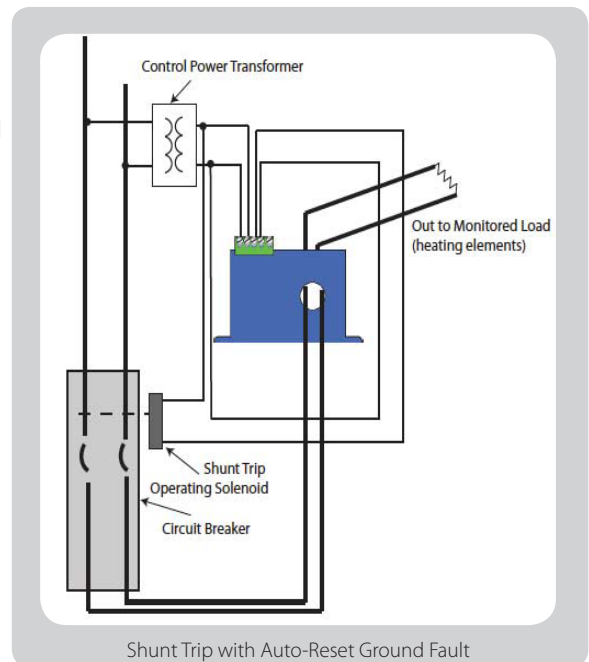 Control Power Transformer
Out to Monitored Load
(heating elements)
Shunt Trip
Operating Solenoid
Circuit Breaker
Shunt Trip with Auto-Reset Ground Fault